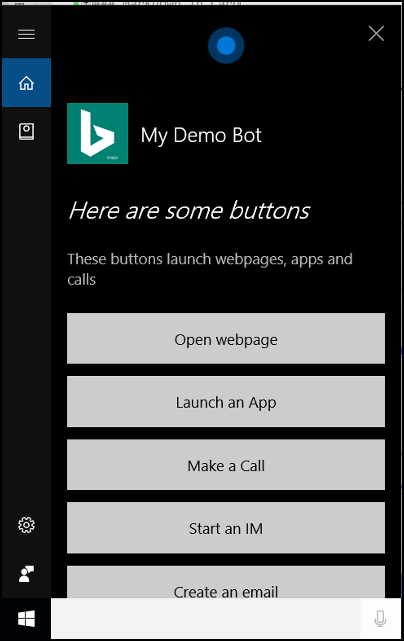 My Demo Bot
maps
Here are some buttons
These buttons launch webpages, apps and
calls
Open webpage
Launch an App
Make a Call
Start an IM
Create an email